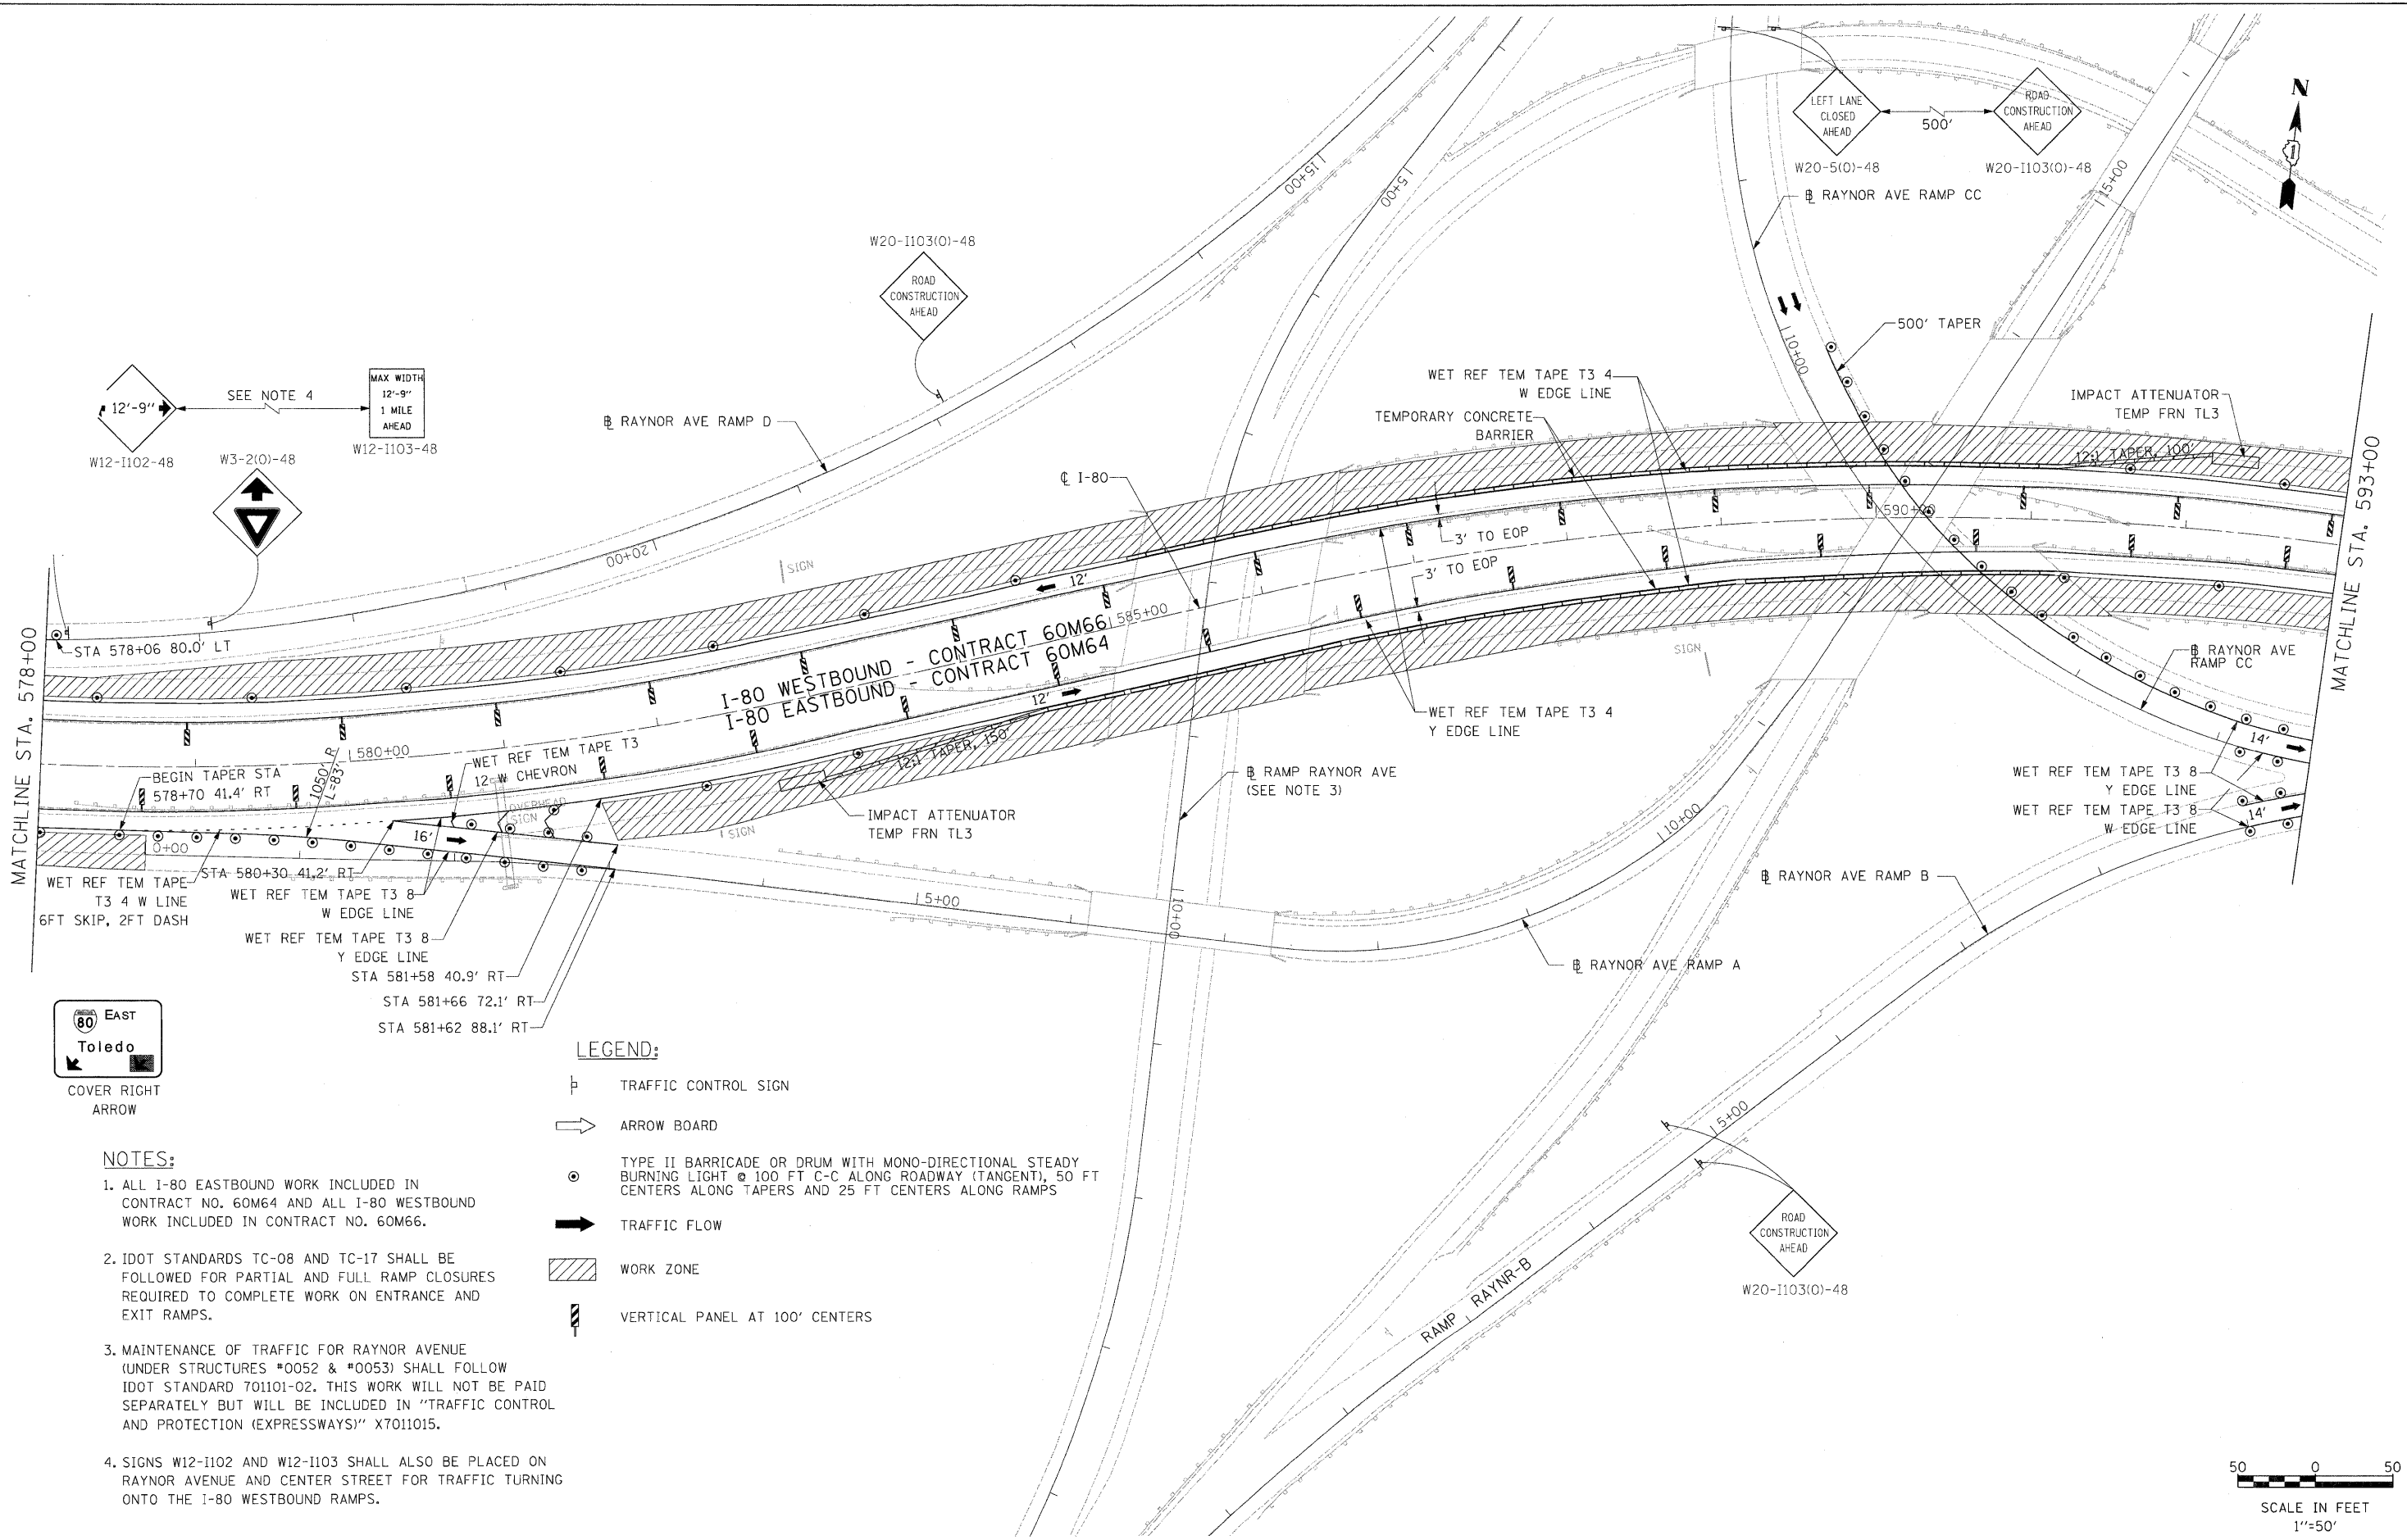 LEFT LANE
CLOSED
AHEAD
500'
ROAD
CONSTRUCTION
AHEAD
W20-5(O)-48
W20-I103(O)-48
N
15+00
15+00
15+00
℄ RAYNOR AVE RAMP CC
W20-I103(O)-48
ROAD
CONSTRUCTION
AHEAD
10+00
500' TAPER
12'-9"
SEE NOTE 4
MAX WIDTH
12'-9"
1 MILE
AHEAD
W12-I102-48
W12-I103-48
W3-2(O)-48
℄ RAYNOR AVE RAMP D
WET REF TEM TAPE T3 4
W EDGE LINE
TEMPORARY CONCRETE
BARRIER
IMPACT ATTENUATOR
TEMP FRN TL3
12:1 TAPER, 100'
℄ I-80
MATCHLINE STA. 593+00
20+00
SIGN
590+00
3' TO EOP
3' TO EOP
12'
585+00
STA 578+06 80.0' LT
MATCHLINE STA. 578+00
I-80 WESTBOUND - CONTRACT 60M66
I-80 EASTBOUND - CONTRACT 60M64
12'
SIGN
℄ RAYNOR AVE
RAMP CC
WET REF TEM TAPE T3 4
Y EDGE LINE
580+00
1050' R
L=83'
WET REF TEM TAPE T3
12 W CHEVRON
12:1 TAPER, 150'
BEGIN TAPER STA
578+70 41.4' RT
OVERHEAD
SIGN
16'
SIGN
IMPACT ATTENUATOR
TEMP FRN TL3
℄ RAMP RAYNOR AVE
(SEE NOTE 3)
14'
WET REF TEM TAPE T3 8
Y EDGE LINE
WET REF TEM TAPE T3 8
W EDGE LINE
14'
10+00
0+00
STA 580+30 41.2' RT
WET REF TEM TAPE
T3 4 W LINE
6FT SKIP, 2FT DASH
WET REF TEM TAPE T3 8
W EDGE LINE
WET REF TEM TAPE T3 8
Y EDGE LINE
5+00
10+00
℄ RAYNOR AVE RAMP B
℄ RAYNOR AVE RAMP A
STA 581+58 40.9' RT
STA 581+66 72.1' RT
STA 581+62 88.1' RT
80 EAST
Toledo
COVER RIGHT
ARROW
LEGEND:
TRAFFIC CONTROL SIGN
ARROW BOARD
TYPE II BARRICADE OR DRUM WITH MONO-DIRECTIONAL STEADY
BURNING LIGHT @ 100 FT C-C ALONG ROADWAY (TANGENT), 50 FT
CENTERS ALONG TAPERS AND 25 FT CENTERS ALONG RAMPS
TRAFFIC FLOW
WORK ZONE
VERTICAL PANEL AT 100' CENTERS
NOTES:
1. ALL I-80 EASTBOUND WORK INCLUDED IN
CONTRACT NO. 60M64 AND ALL I-80 WESTBOUND
WORK INCLUDED IN CONTRACT NO. 60M66.
2. IDOT STANDARDS TC-08 AND TC-17 SHALL BE
FOLLOWED FOR PARTIAL AND FULL RAMP CLOSURES
REQUIRED TO COMPLETE WORK ON ENTRANCE AND
EXIT RAMPS.
3. MAINTENANCE OF TRAFFIC FOR RAYNOR AVENUE
(UNDER STRUCTURES #0052 & #0053) SHALL FOLLOW
IDOT STANDARD 701101-02. THIS WORK WILL NOT BE PAID
SEPARATELY BUT WILL BE INCLUDED IN "TRAFFIC CONTROL
AND PROTECTION (EXPRESSWAYS)" X7011015.
4. SIGNS W12-I102 AND W12-I103 SHALL ALSO BE PLACED ON
RAYNOR AVENUE AND CENTER STREET FOR TRAFFIC TURNING
ONTO THE I-80 WESTBOUND RAMPS.
5+00
ROAD
CONSTRUCTION
AHEAD
W20-I103(O)-48
RAMP RAYNR-B
50 0 50
SCALE IN FEET
1"=50'